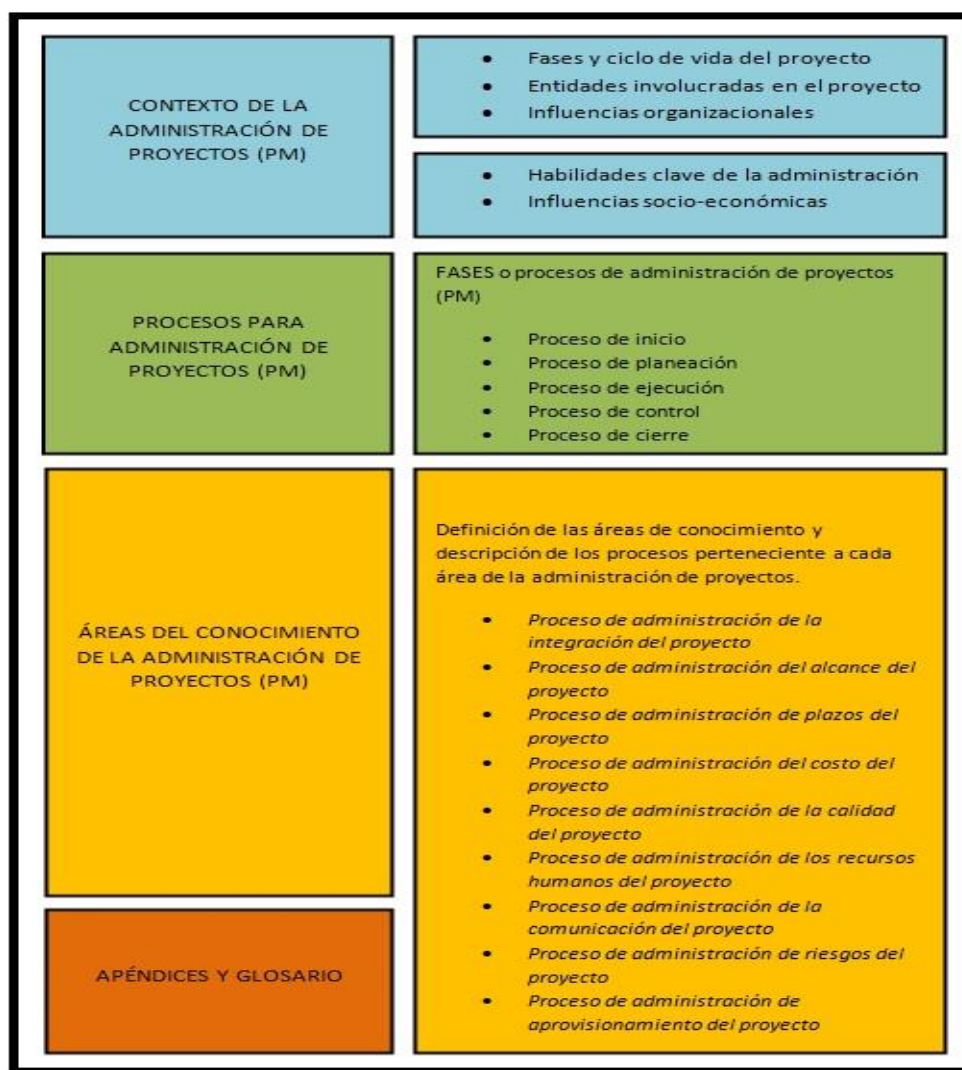 CONTEXTO DE LA
ADMINISTRACIÓN DE
PROYECTOS (PM)
• Fases y ciclo de vida del proyecto
• Entidades involucradas en el proyecto
• Influencias organizacionales
• Habilidades clave de la administración
• Influencias socio-económicas
PROCESOS PARA
ADMINISTRACIÓN DE
PROYECTOS (PM)
FASES o procesos de administración de proyectos
(PM)
• Proceso de inicio
• Proceso de planeación
• Proceso de ejecución
• Proceso de control
• Proceso de cierre
ÁREAS DEL CONOCIMIENTO
DE LA ADMINISTRACIÓN DE
PROYECTOS (PM)
Definición de las áreas de conocimiento y
descripción de los procesos perteneciente a cada
área de la administración de proyectos.
• Proceso de administración de la
integración del proyecto
• Proceso de administración del alcance del
proyecto
• Proceso de administración de plazos del
proyecto
• Proceso de administración del costo del
proyecto
• Proceso de administración de la calidad
del proyecto
• Proceso de administración de los recursos
humanos del proyecto
• Proceso de administración de la
comunicación del proyecto
• Proceso de administración de riesgos del
proyecto
• Proceso de administración de
aprovisionamiento del proyecto
APÉNDICES Y GLOSARIO